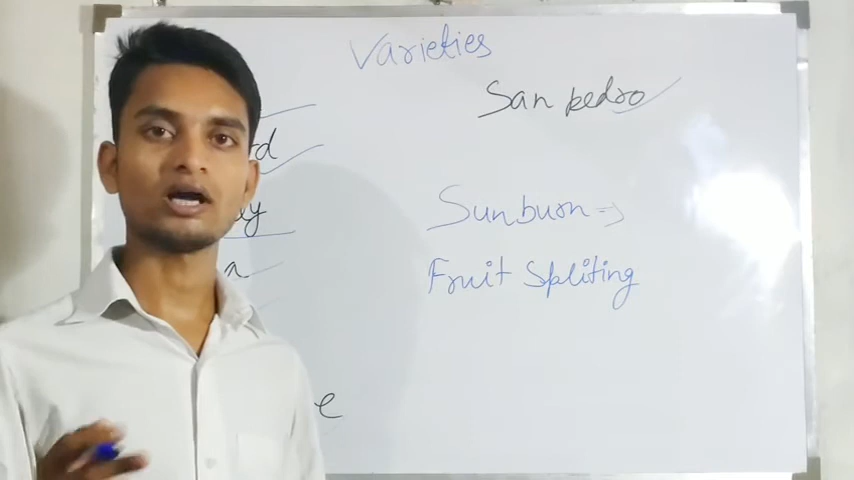 Varieties
San pedro
Sunburn =>
Fruit Spliting